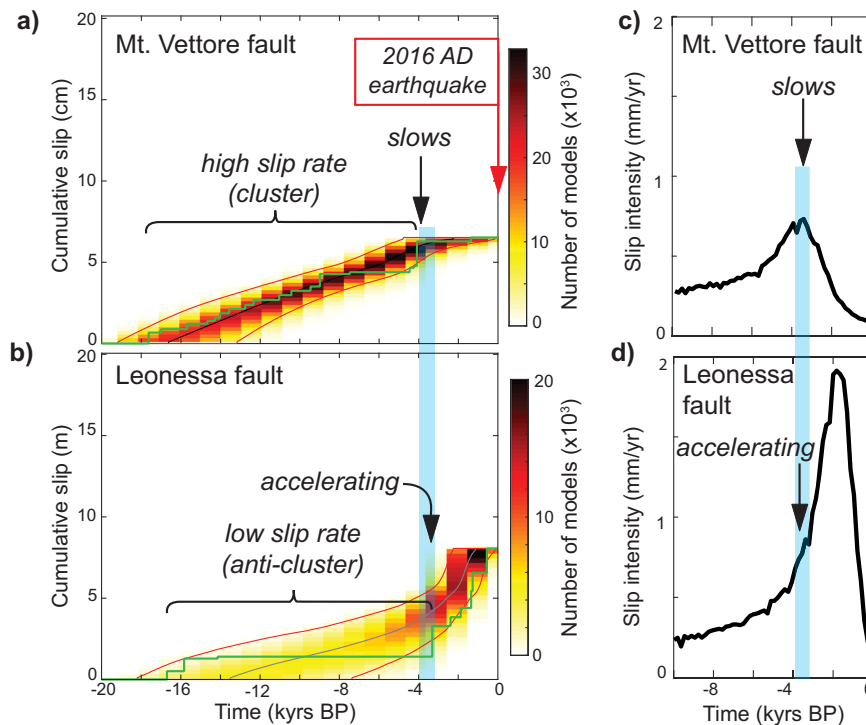 a)
Mt. Vettore fault
2016 AD
earthquake
slows
high slip rate
(cluster)
Cumulative slip (cm)
20
15
10
5
0
Number of models (x10³)
30
20
10
0
b)
Leonessa fault
accelerating
low slip rate
(anti-cluster)
Cumulative slip (m)
20
15
10
5
0
-20
-16
-12
-8
-4
0
Time (kyrs BP)
Number of models (x10³)
20
15
10
5
0
c)
Mt. Vettore fault
slows
Slip intensity (mm/yr)
2
1
0
d)
Leonessa
fault
accelerating
Slip intensity (mm/yr)
2
1
0
-8
-4
0
Time (kyrs BP)